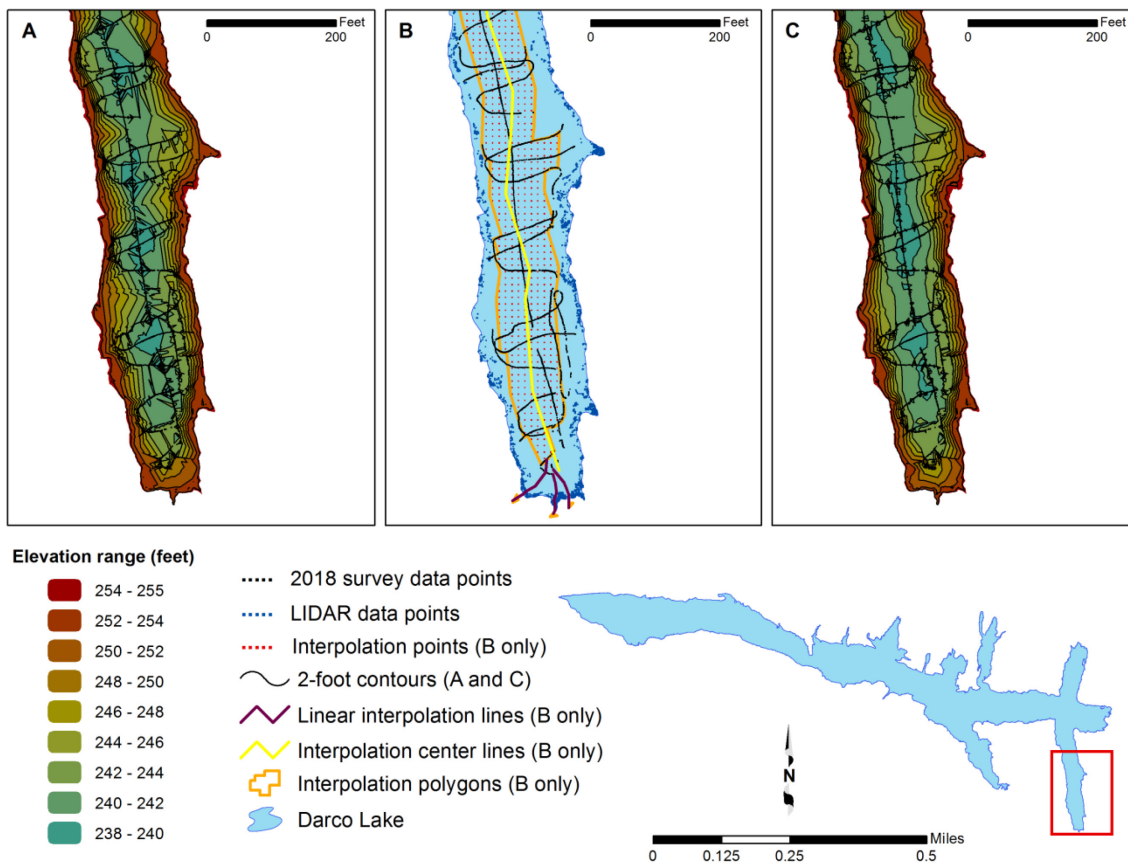 A
Feet
0 200
B
Feet
0 200
C
Feet
0 200
Elevation range (feet)
254 - 255
252 - 254
250 - 252
248 - 250
246 - 248
244 - 246
242 - 244
240 - 242
238 - 240
2018 survey data points
LIDAR data points
Interpolation points (B only)
2-foot contours (A and C)
Linear interpolation lines (B only)
Interpolation center lines (B only)
Interpolation polygons (B only)
Darco Lake
N
Miles
0 0.125 0.25 0.5